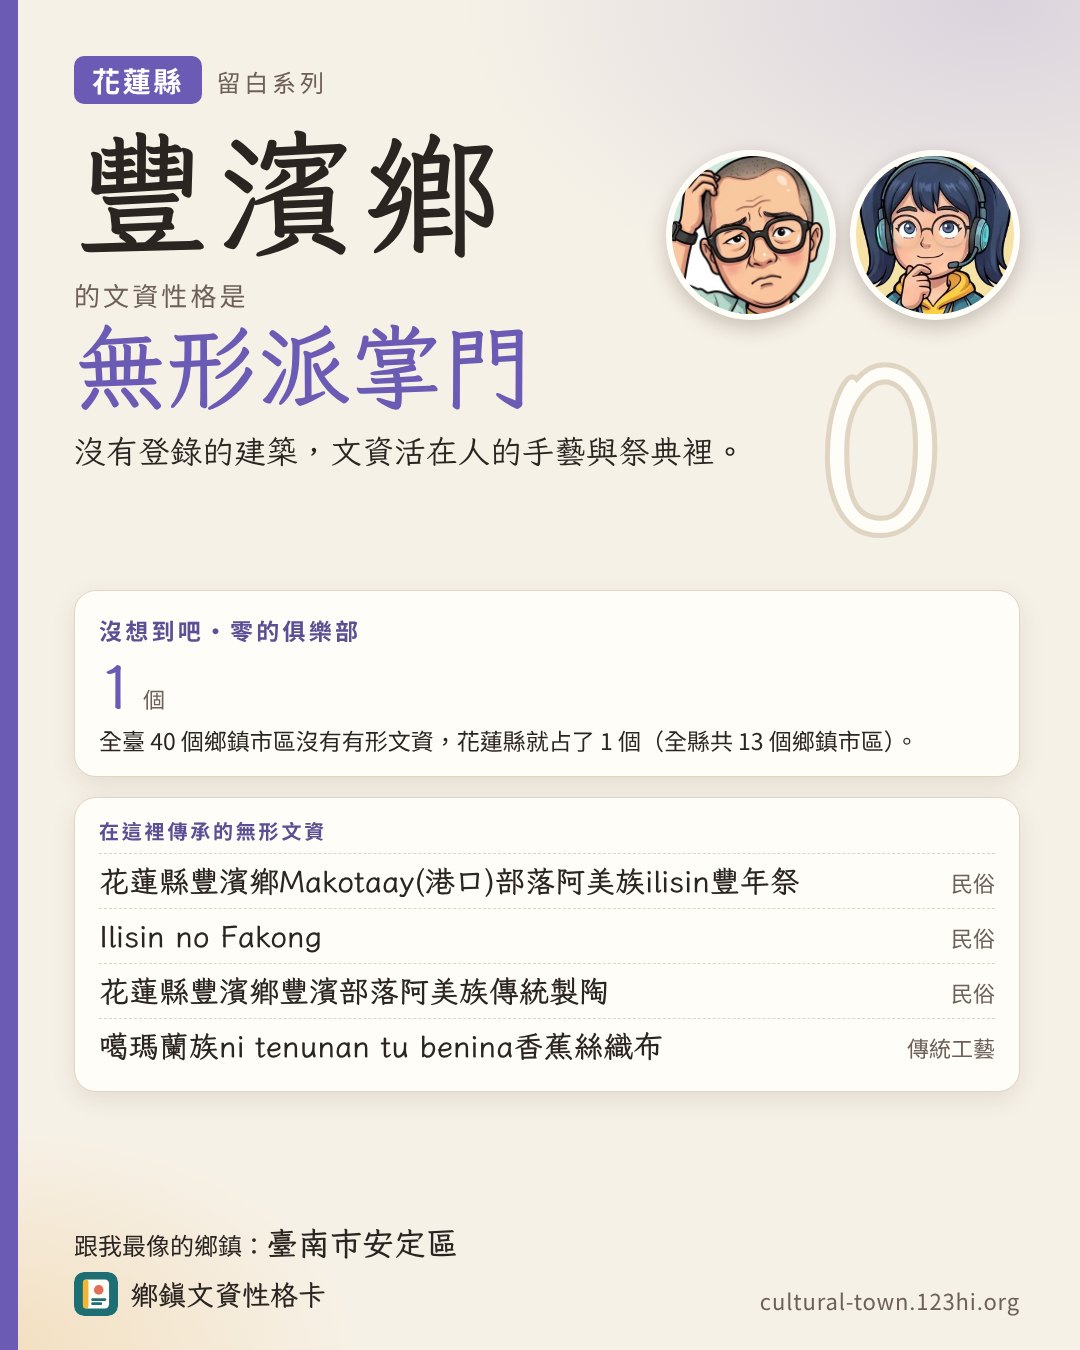 花蓮縣 留白系列
豐濱鄉
的文資性格是
無形派掌門
沒有登錄的建築，文資活在人的手藝與祭典裡。
0
沒想到吧・零的俱樂部
1 個
全臺 40 個鄉鎮市區沒有有形文資，花蓮縣就占了 1 個（全縣共 13 個鄉鎮市區）。
在這裡傳承的無形文資
花蓮縣豐濱鄉Makotaay(港口)部落阿美族ilisin豐年祭 民俗
Ilisin no Fakong 民俗
花蓮縣豐濱鄉豐濱部落阿美族傳統製陶 民俗
噶瑪蘭族ni tenunan tu benina香蕉絲織布 傳統工藝
跟我最像的鄉鎮：臺南市安定區
鄉鎮文資性格卡
cultural-town.123hi.org